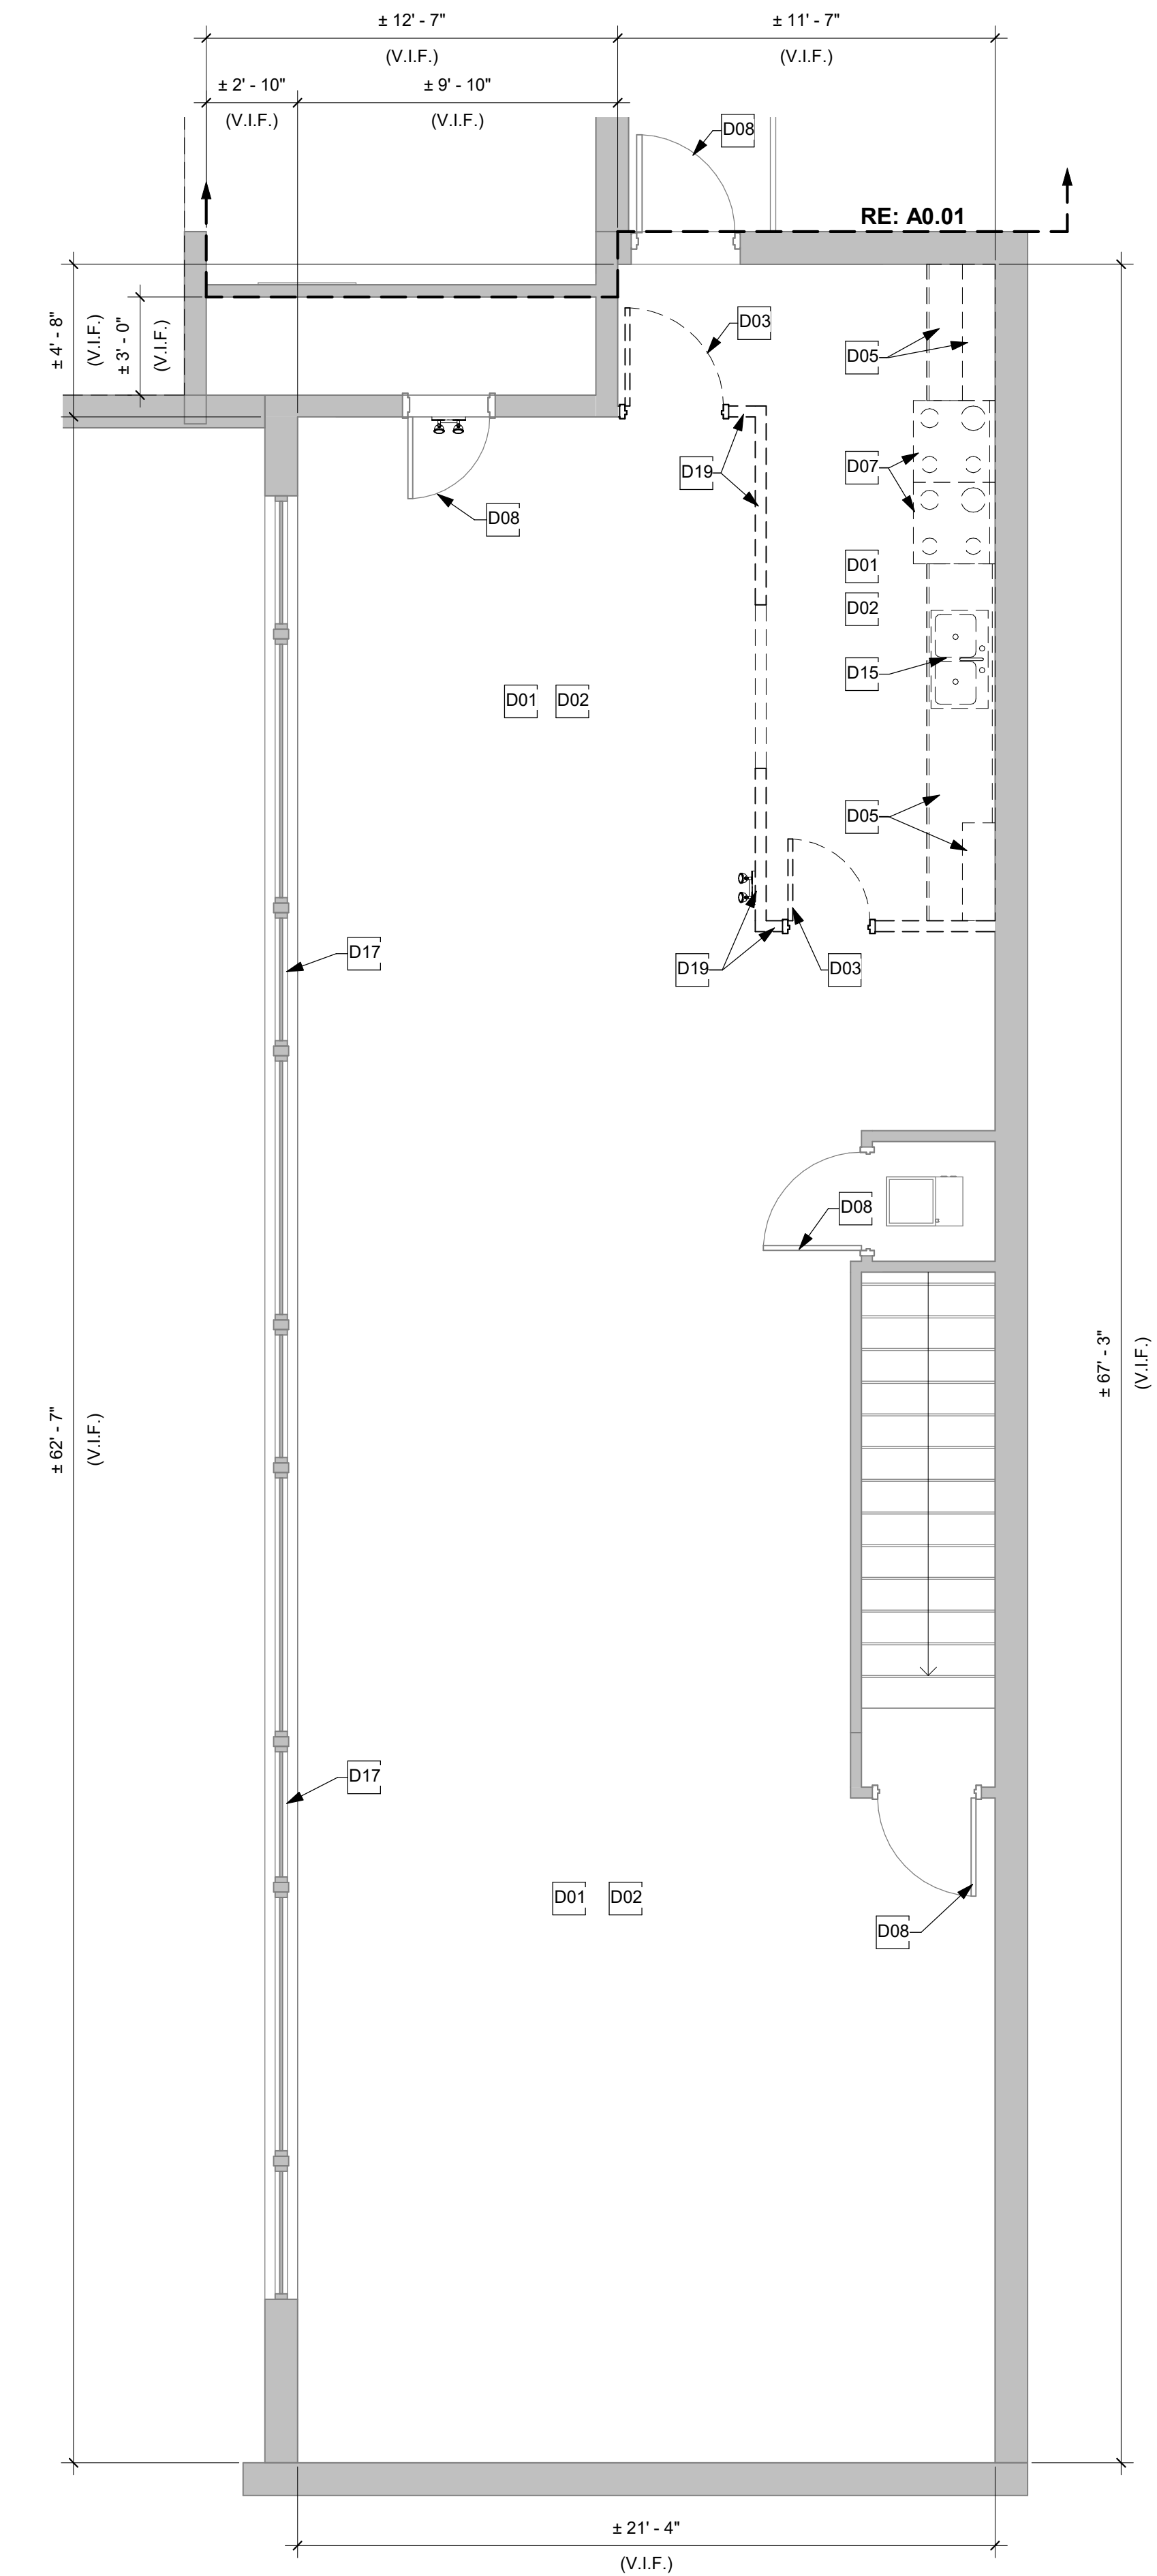 ± 12' - 7"
(V.I.F.)
± 11' - 7"
(V.I.F.)
± 2' - 10"
(V.I.F.)
± 9' - 10"
(V.I.F.)
D08
RE: A0.01
± 4' - 8"
(V.I.F.)
± 3' - 0"
(V.I.F.)
D03
D05
D19
D07
D08
D01
D02
D15
D01
D02
D05
D17
D19
D03
D08
± 67' - 3"
(V.I.F.)
± 62' - 7"
(V.I.F.)
D17
D01
D02
D08
± 21' - 4"
(V.I.F.)